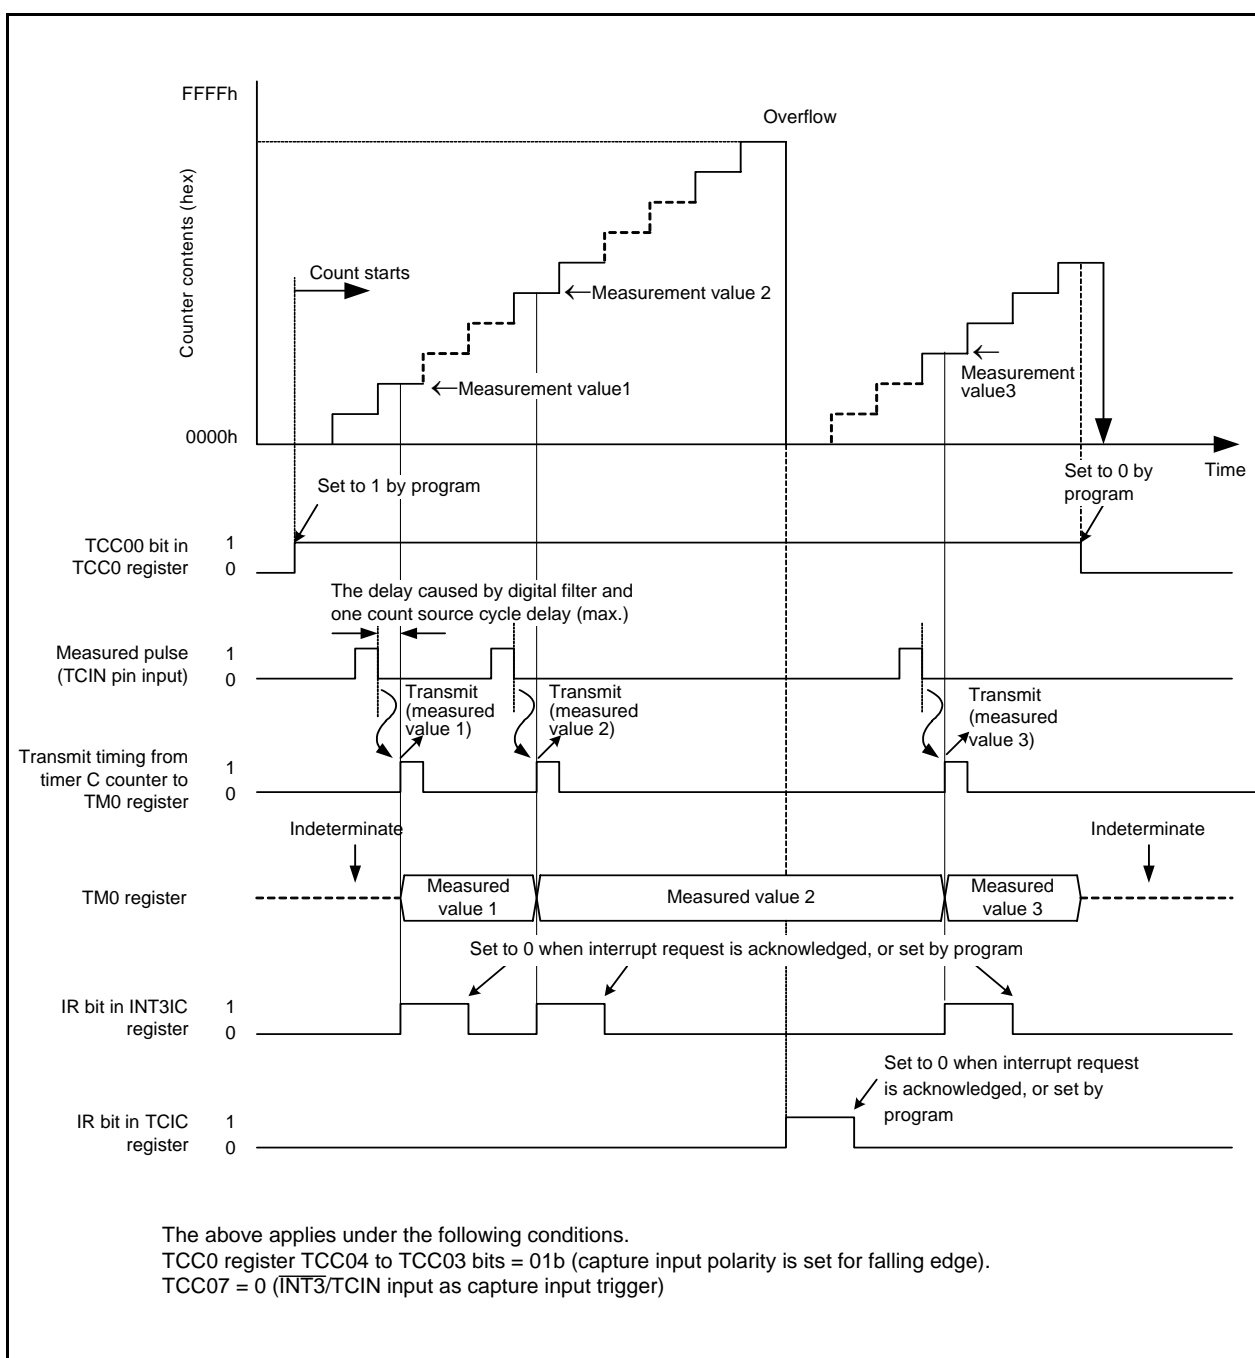 FFFFh
Overflow
Counter contents (hex)
Count starts
Measurement value 2
Measurement value1
Measurement
value3
0000h
Time
Set to 1 by program
Set to 0 by
program
TCC00 bit in
TCC0 register
1
0
The delay caused by digital filter and
one count source cycle delay (max.)
Measured pulse
(TCIN pin input)
1
0
Transmit
(measured
value 1)
Transmit
(measured
value 2)
Transmit
(measured
value 3)
Transmit timing from
timer C counter to
TM0 register
1
0
Indeterminate
Indeterminate
TM0 register
Measured
value 1
Measured value 2
Measured
value 3
Set to 0 when interrupt request is acknowledged, or set by program
IR bit in INT3IC
register
1
0
Set to 0 when interrupt request
is acknowledged, or set by
program
IR bit in TCIC
register
1
0
The above applies under the following conditions.
TCC0 register TCC04 to TCC03 bits = 01b (capture input polarity is set for falling edge).
TCC07 = 0 (INT3/TCIN input as capture input trigger)